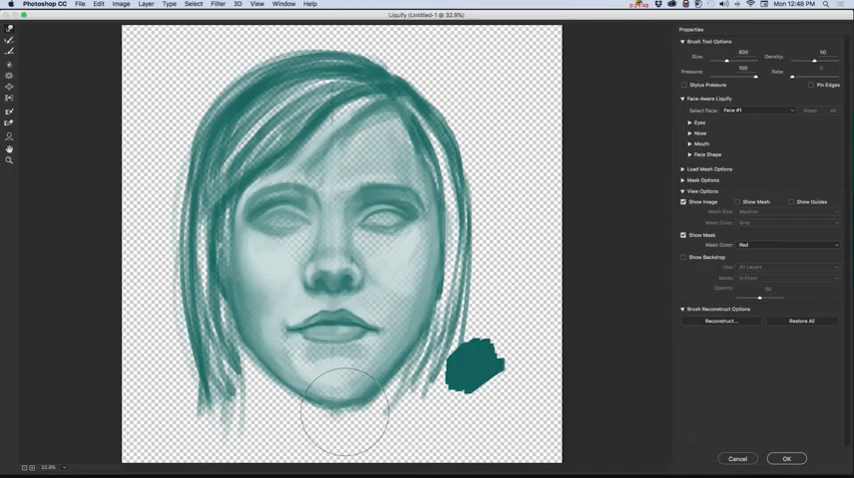 Photoshop CC File Edit Image Layer Type Select Filter 3D View Window Help
Mon 12:48 PM
Liquify (Untitled-1 @ 32.9%)
Properties
Brush Tool Options
Size: 600 Density: 50
Pressure: 100 Rate: 0
Stylus Pressure Pin Edges
Face-Aware Liquify
Select Face: Face #1 Reset All
Eyes
Nose
Mouth
Face Shape
Load Mesh Options
Mask Options
View Options
Show Image Show Mesh Show Guides
Mesh Size: Medium
Mesh Color: Gray
Show Mask
Mask Color: Red
Show Backdrop
Use: All Layers
Mode: In Front
Opacity: 50
Brush Reconstruct Options
Reconstruct... Restore All
32.9%
Cancel OK